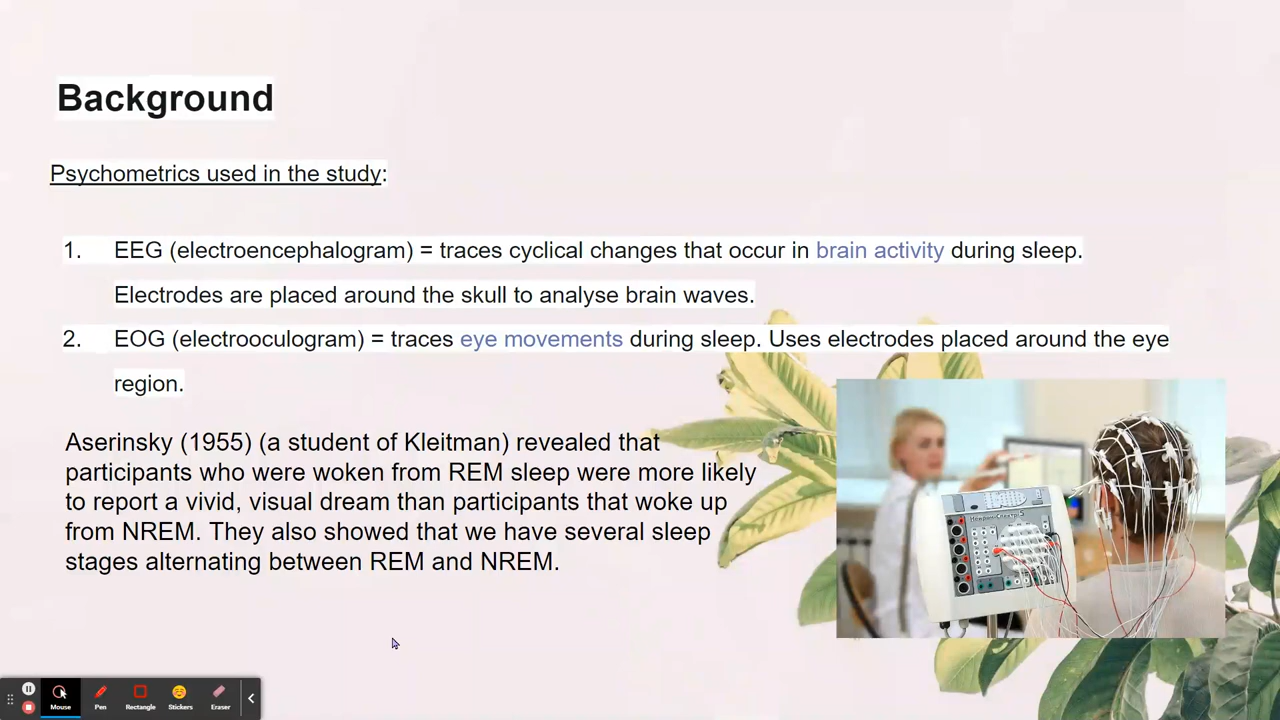 Background
Psychometrics used in the study:
1. EEG (electroencephalogram) = traces cyclical changes that occur in brain activity during sleep.
Electrodes are placed around the skull to analyse brain waves.
2. EOG (electrooculogram) = traces eye movements during sleep. Uses electrodes placed around the eye
region.
Aserinsky (1955) (a student of Kleitman) revealed that
participants who were woken from REM sleep were more likely
to report a vivid, visual dream than participants that woke up
from NREM. They also showed that we have several sleep
stages alternating between REM and NREM.
Mouse Pen Rectangle Stickers Eraser